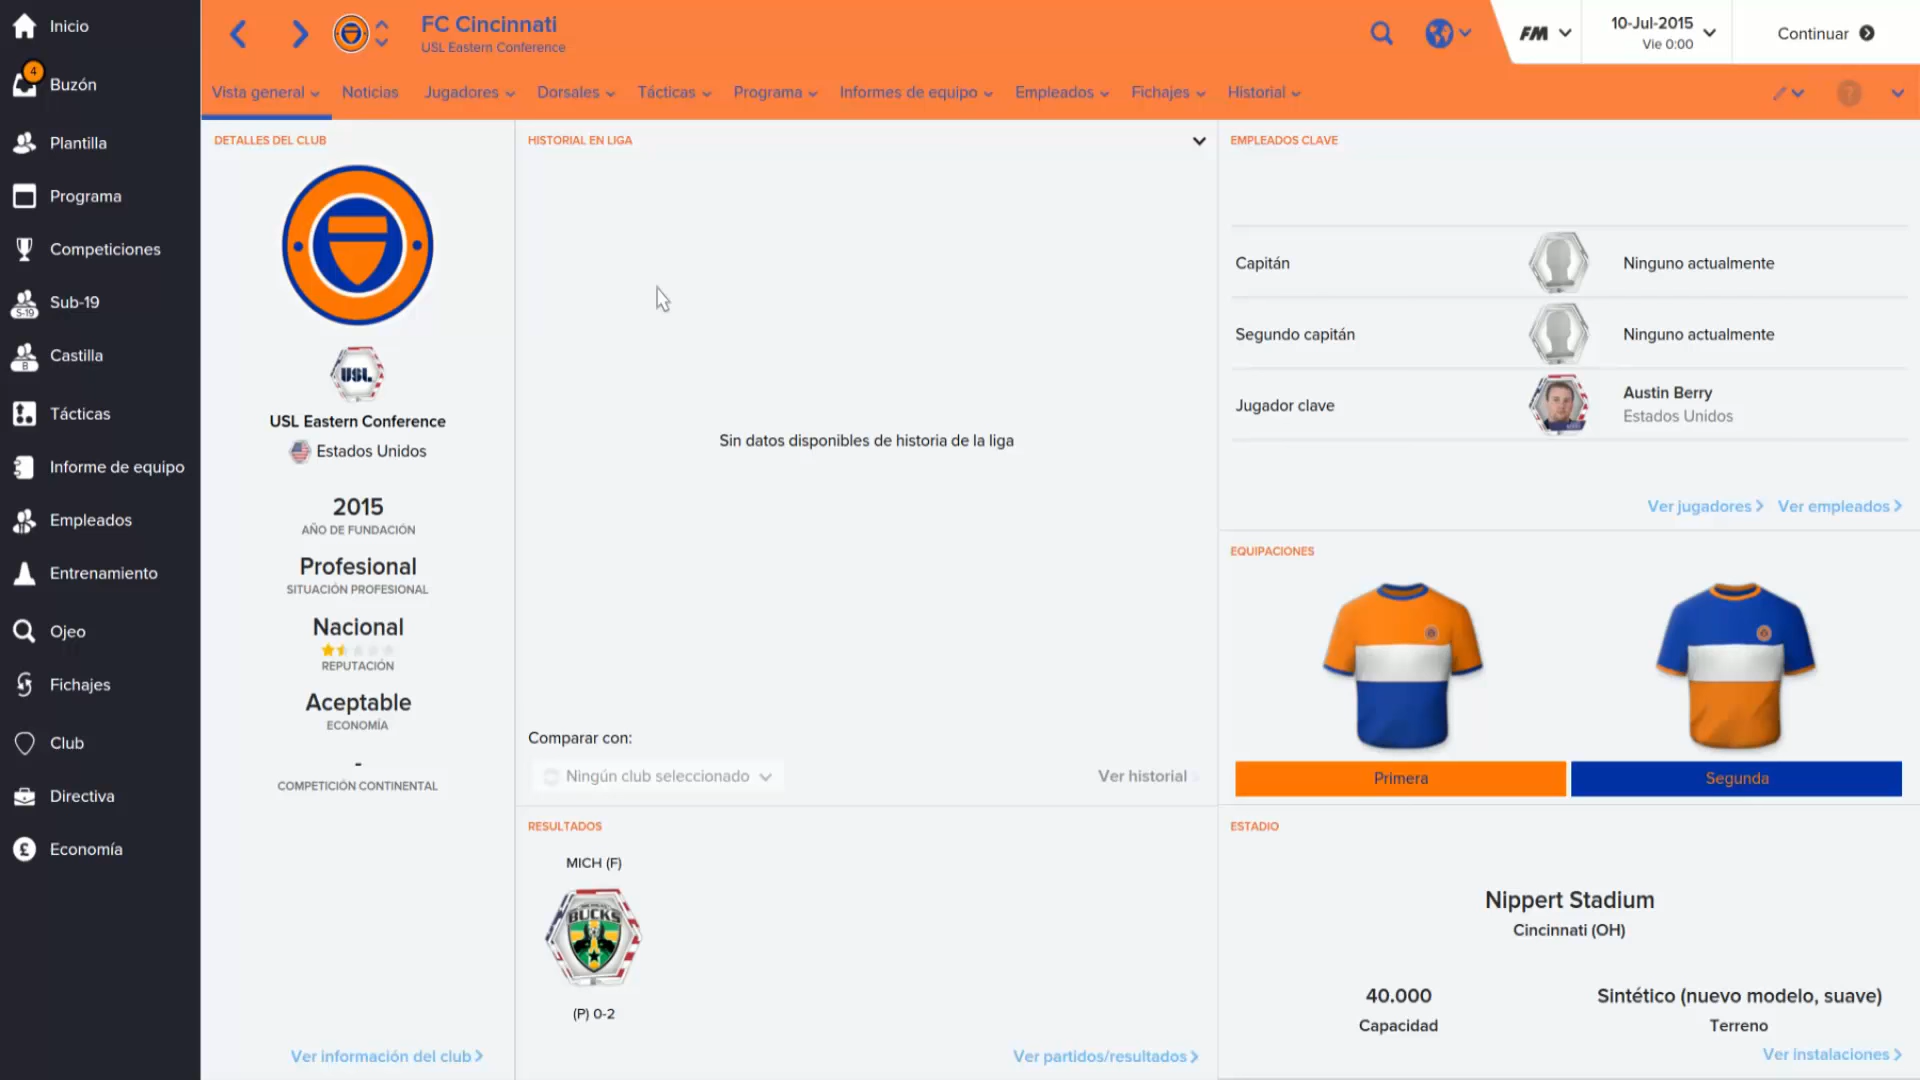 Inicio
4
Buzón
Plantilla
Programa
Competiciones
S-19
Sub-19
B
Castilla
Tácticas
Informe de equipo
Empleados
Entrenamiento
Ojeo
Fichajes
Club
Directiva
£
Economía
FC Cincinnati
USL Eastern Conference
FM
10-Jul-2015
Vie 0:00
Continuar
Vista general
Noticias
Jugadores
Dorsales
Tácticas
Programa
Informes de equipo
Empleados
Fichajes
Historial
?
DETALLES DEL CLUB
USL
USL Eastern Conference
Estados Unidos
2015
AÑO DE FUNDACIÓN
Profesional
SITUACIÓN PROFESIONAL
Nacional
REPUTACIÓN
Aceptable
ECONOMÍA
-
COMPETICIÓN CONTINENTAL
Ver información del club
HISTORIAL EN LIGA
Sin datos disponibles de historia de la liga
Comparar con:
Ningún club seleccionado
Ver historial
RESULTADOS
MICH (F)
BUCKS
(P) 0-2
Ver partidos/resultados
EMPLEADOS CLAVE
Capitán
Ninguno actualmente
Segundo capitán
Ninguno actualmente
Jugador clave
Austin Berry
Estados Unidos
Ver jugadores
Ver empleados
EQUIPACIONES
Primera
Segunda
ESTADIO
Nippert Stadium
Cincinnati (OH)
40.000
Capacidad
Sintético (nuevo modelo, suave)
Terreno
Ver instalaciones